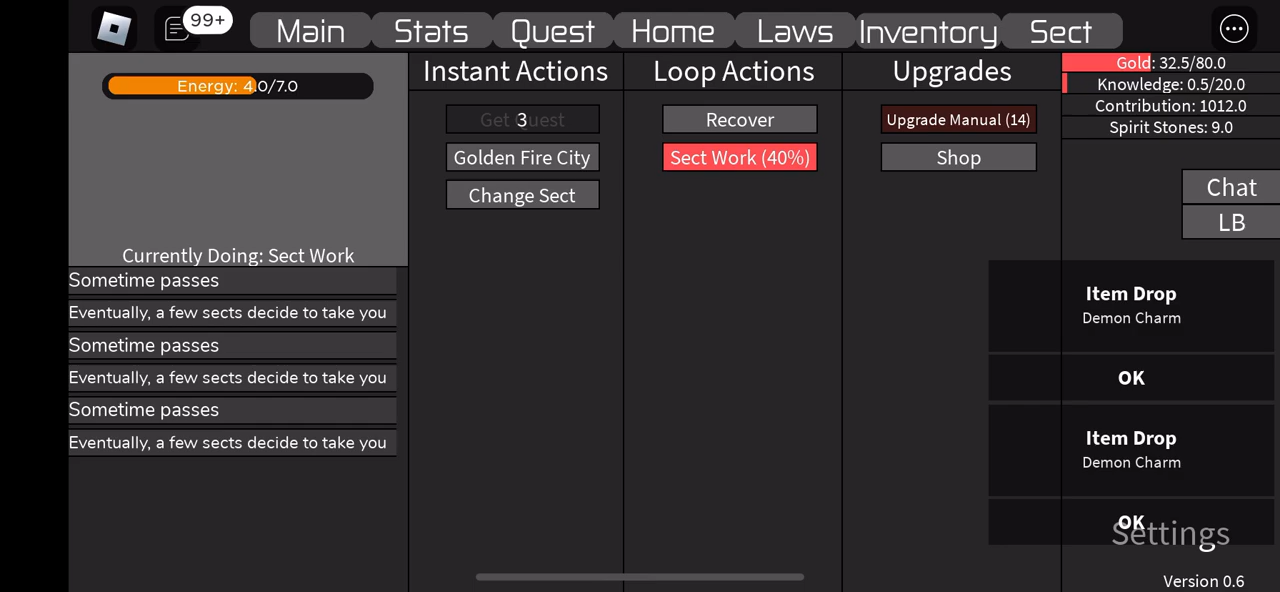 99+
Main
Stats
Quest
Home
Laws
Inventory
Sect
Energy: 4.0/7.0
Currently Doing: Sect Work
Sometime passes
Eventually, a few sects decide to take you
Sometime passes
Eventually, a few sects decide to take you
Sometime passes
Eventually, a few sects decide to take you
Instant Actions
Get Quest
3
Golden Fire City
Change Sect
Loop Actions
Recover
Sect Work (40%)
Upgrades
Upgrade Manual (14)
Shop
Gold: 32.5/80.0
Knowledge: 0.5/20.0
Contribution: 1012.0
Spirit Stones: 9.0
Chat
LB
Item Drop
Demon Charm
OK
Item Drop
Demon Charm
OK
Settings
Version 0.6